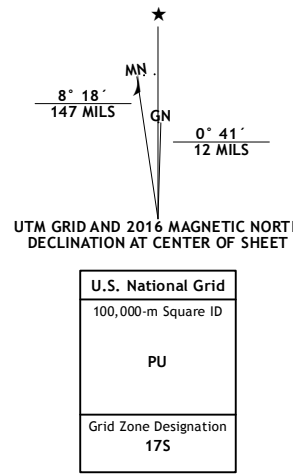 ★
MN
GN
8° 18´
147 MILS
0° 41´
12 MILS
UTM GRID AND 2016 MAGNETIC NORTH
DECLINATION AT CENTER OF SHEET
U.S. National Grid
100,000-m Square ID
PU
Grid Zone Designation
17S